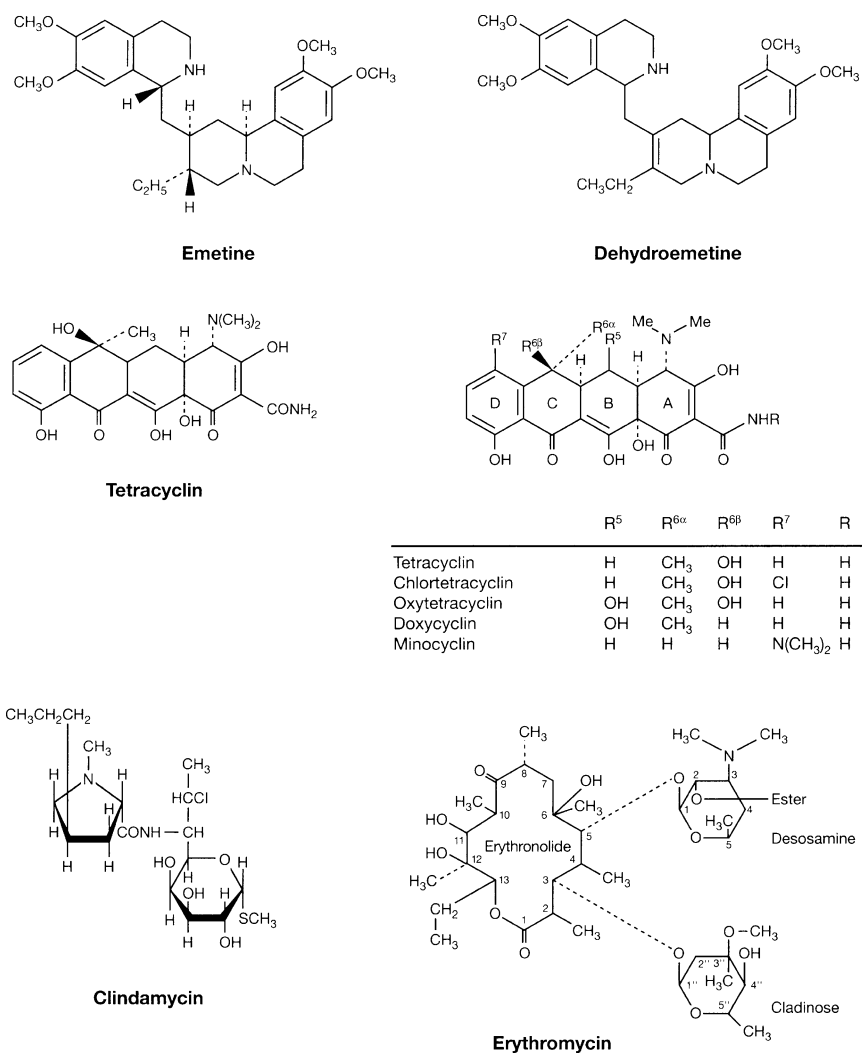 CH₃O
CH₃O
NH
H
H
H
OCH₃
OCH₃
N
C₂H₅
H
Emetine
CH₃O
CH₃O
NH
OCH₃
OCH₃
N
CH₃CH₂
Dehydroemetine
HO
CH₃
H
N(CH₃)₂
OH
CONH₂
OH
O
OH
OH
O
Tetracyclin
R⁷
R⁶ᵝ
R⁶ᵅ
R⁵
Me
Me
N
H
H
OH
D
C
B
A
NHR
OH
O
OH
OH
O
O
R⁵ R⁶ᵅ R⁶ᵝ R⁷ R
Tetracyclin H CH₃ OH H H
Chlortetracyclin H CH₃ OH Cl H
Oxytetracyclin OH CH₃ OH H H
Doxycyclin OH CH₃ H H H
Minocyclin H H H N(CH₃)₂ H
CH₃CH₂CH₂
CH₃
N
H
H
H
H
H
CH₃
HCCl
CONH
CH
H
HO
O
H
OH
H
H
SCH₃
H
H
OH
Clindamycin
CH₃
O
9
8
7
OH
H₃C
10
6
CH₃
HO
11
5
Erythronolide
HO
12
4
H₃C
13
3
CH₃
CH₂
CH₃
O
1
2
CH₃
O
H₃C
CH₃
N
O
2
3
O
Ester
1
4
H₃C
O
5
Desosamine
O
O–CH₃
2''
3''
OH
H₃C
1''
4''
O
5''
Cladinose
CH₃
Erythromycin